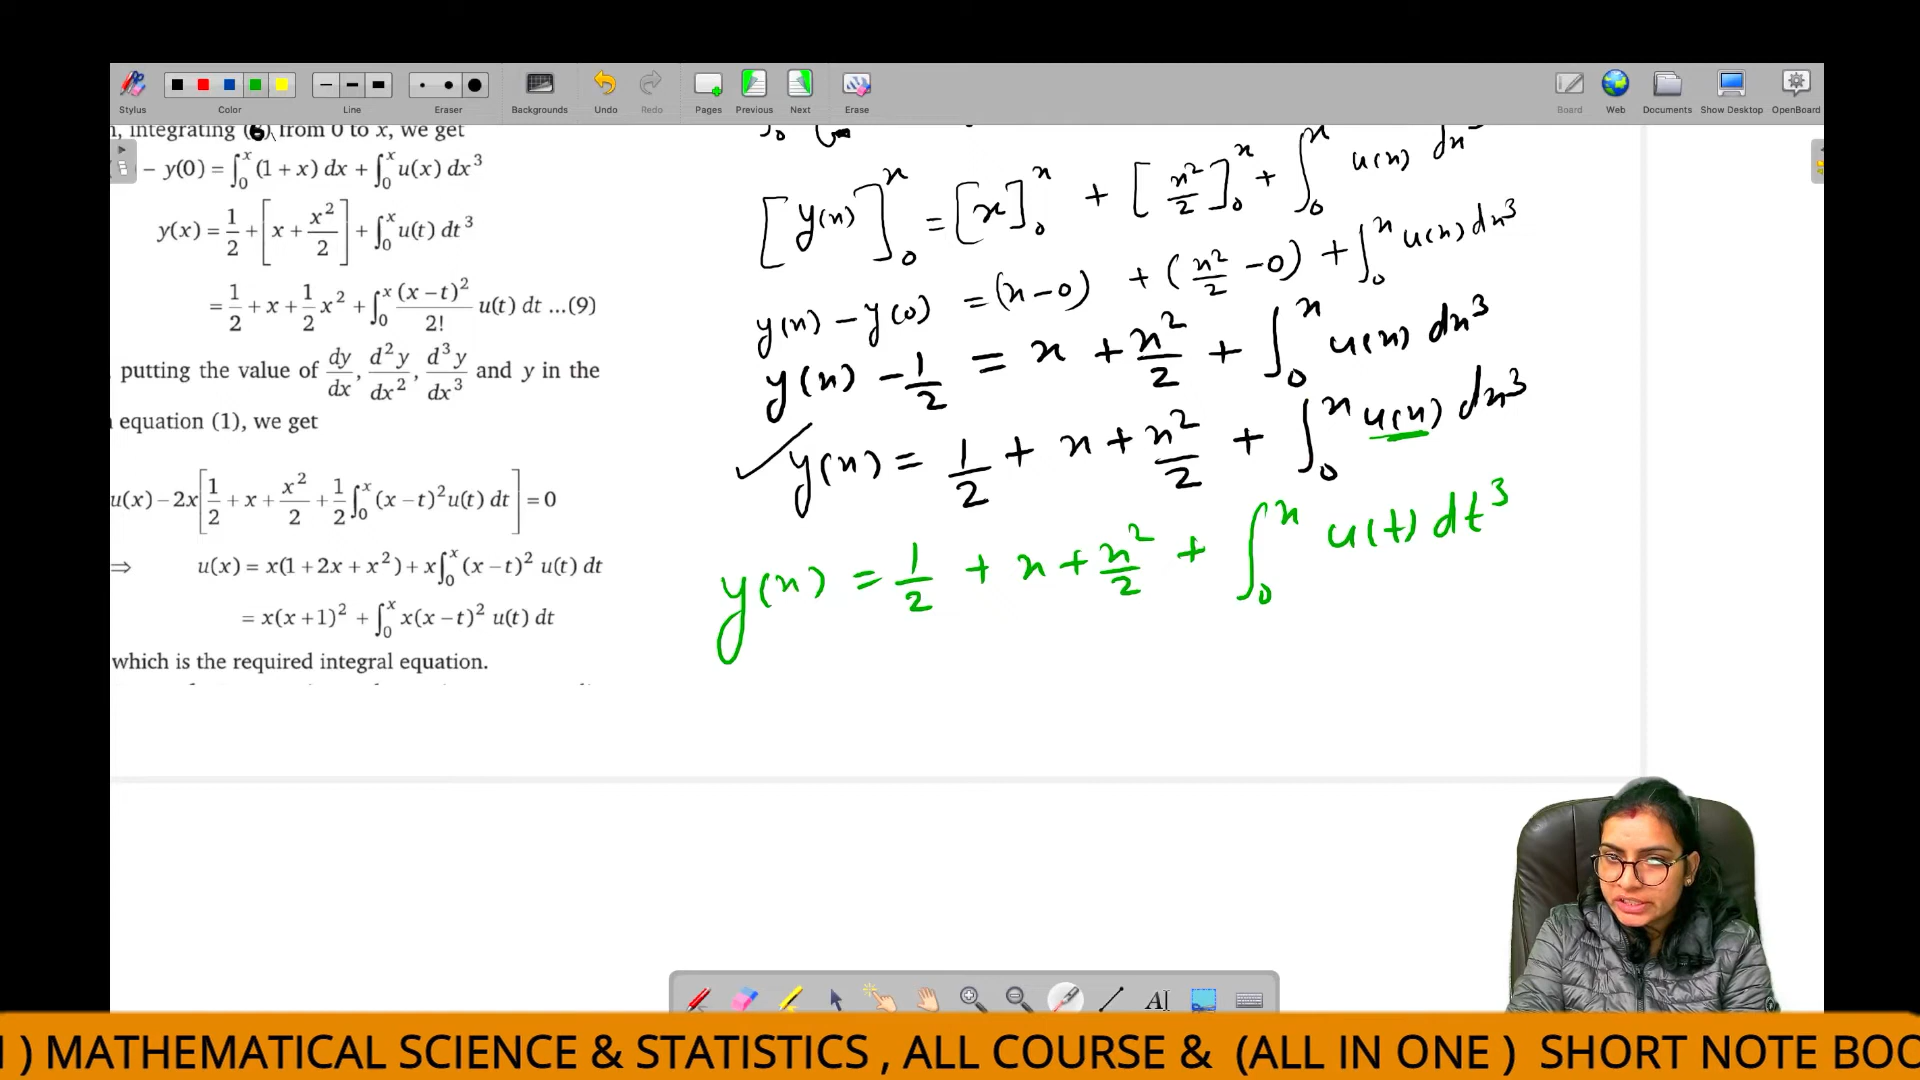 Stylus Color Line Eraser Backgrounds Undo Redo Pages Previous Next Erase Board Web Documents Show Desktop OpenBoard
, integrating (6), from 0 to x, we get
− y(0) = ∫₀ˣ (1 + x) dx + ∫₀ˣ u(x) dx³
y(x) = 1/2 + [x + x²/2] + ∫₀ˣ u(t) dt³
= 1/2 + x + 1/2 x² + ∫₀ˣ (x − t)²/2! u(t) dt ...(9)
putting the value of dy/dx, d²y/dx², d³y/dx³ and y in the
equation (1), we get
u(x) − 2x[1/2 + x + x²/2 + 1/2 ∫₀ˣ (x − t)² u(t) dt] = 0
⇒ u(x) = x(1 + 2x + x²) + x∫₀ˣ (x − t)² u(t) dt
= x(x + 1)² + ∫₀ˣ x(x − t)² u(t) dt
which is the required integral equation.
[y(x)]₀ˣ = [x]₀ˣ + [x²/2]₀ˣ + ∫₀ˣ u(x) dx³
y(x) − y(0) = (x − 0) + (x²/2 − 0) + ∫₀ˣ u(x) dx³
y(x) − 1/2 = x + x²/2 + ∫₀ˣ u(x) dx³
✓ y(x) = 1/2 + x + x²/2 + ∫₀ˣ u(x) dx³
y(x) = 1/2 + x + x²/2 + ∫₀ˣ u(t) dt³
) MATHEMATICAL SCIENCE & STATISTICS , ALL COURSE & (ALL IN ONE ) SHORT NOTE BOO